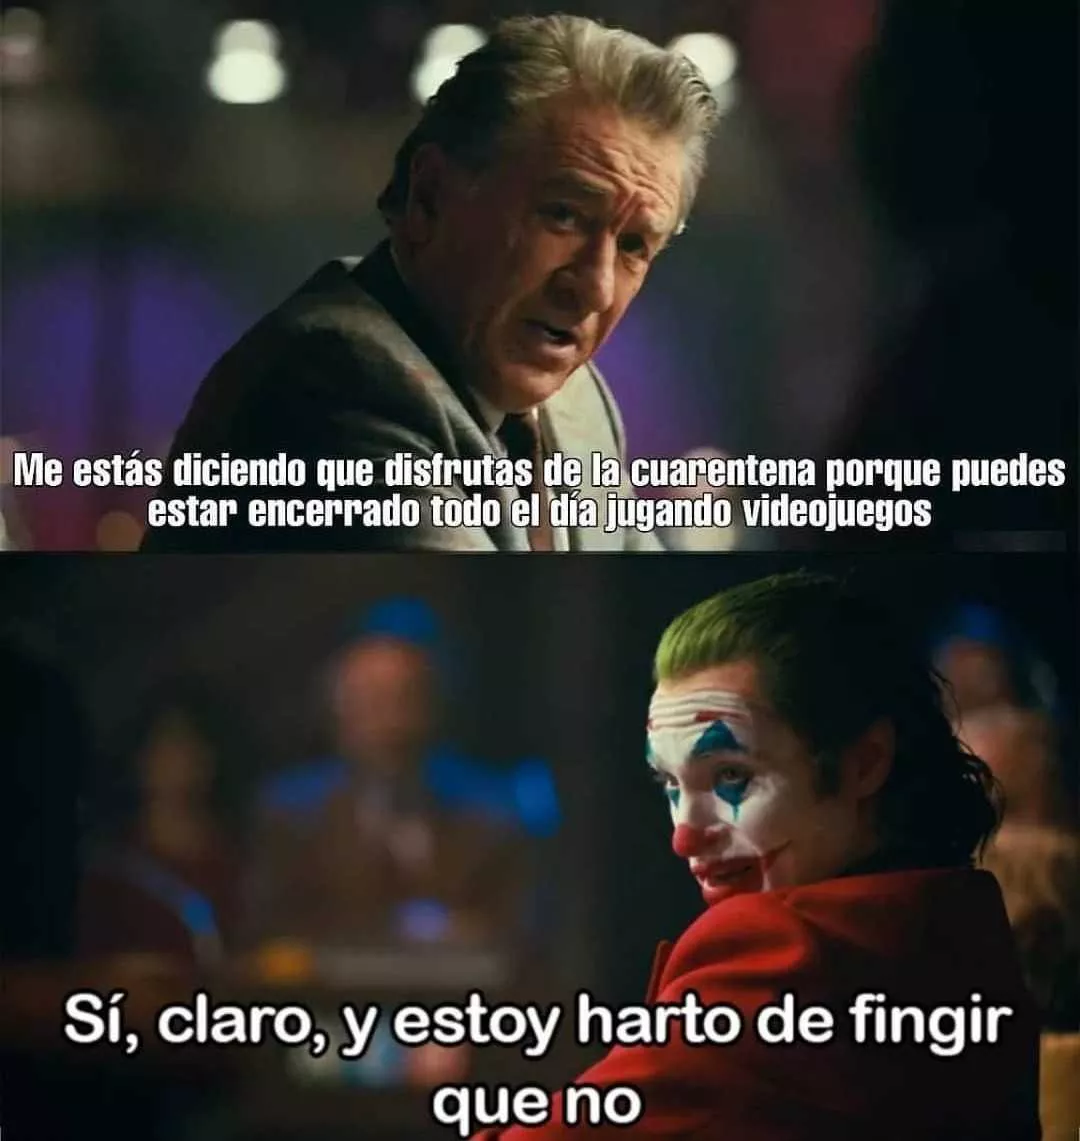 Me estás diciendo que disfrutas de la cuarentena porque puedes
estar encerrado todo el día jugando videojuegos
Sí, claro, y estoy harto de fingir
que no